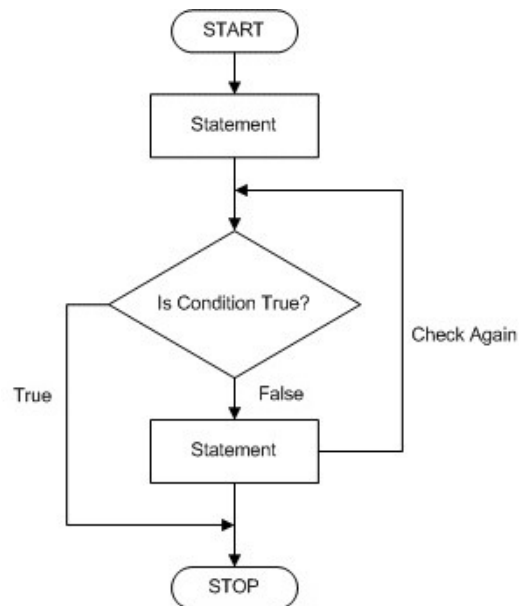 START
Statement
Is Condition True?
Check Again
True
False
Statement
STOP